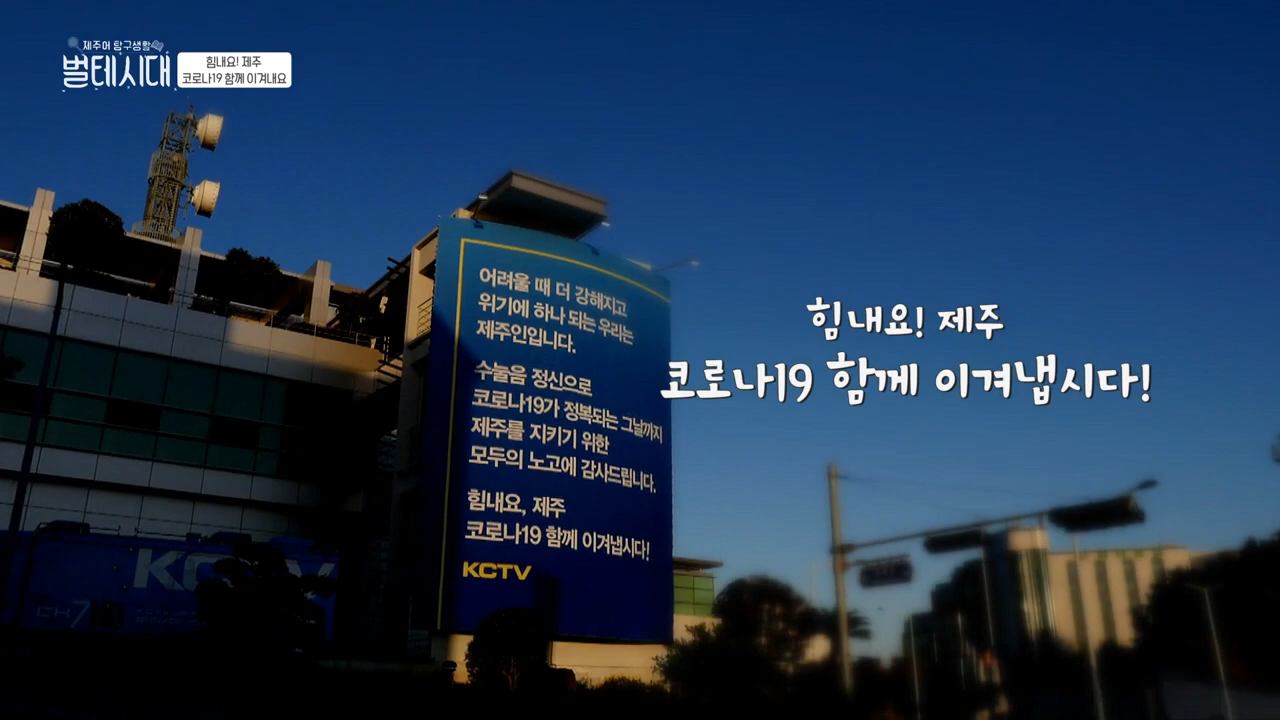 제주어 탐구생활
벌테시대
힘내요! 제주
코로나19 함께 이겨내요
어려울 때 더 강해지고
위기에 하나 되는 우리는
제주인입니다.
수눌음 정신으로
코로나19가 정복되는 그날까지
제주를 지키기 위한
모두의 노고에 감사드립니다.
힘내요, 제주
코로나19 함께 이겨냅시다!
KCTV
힘내요! 제주
코로나19 함께 이겨냅시다!
KCTV
CH7